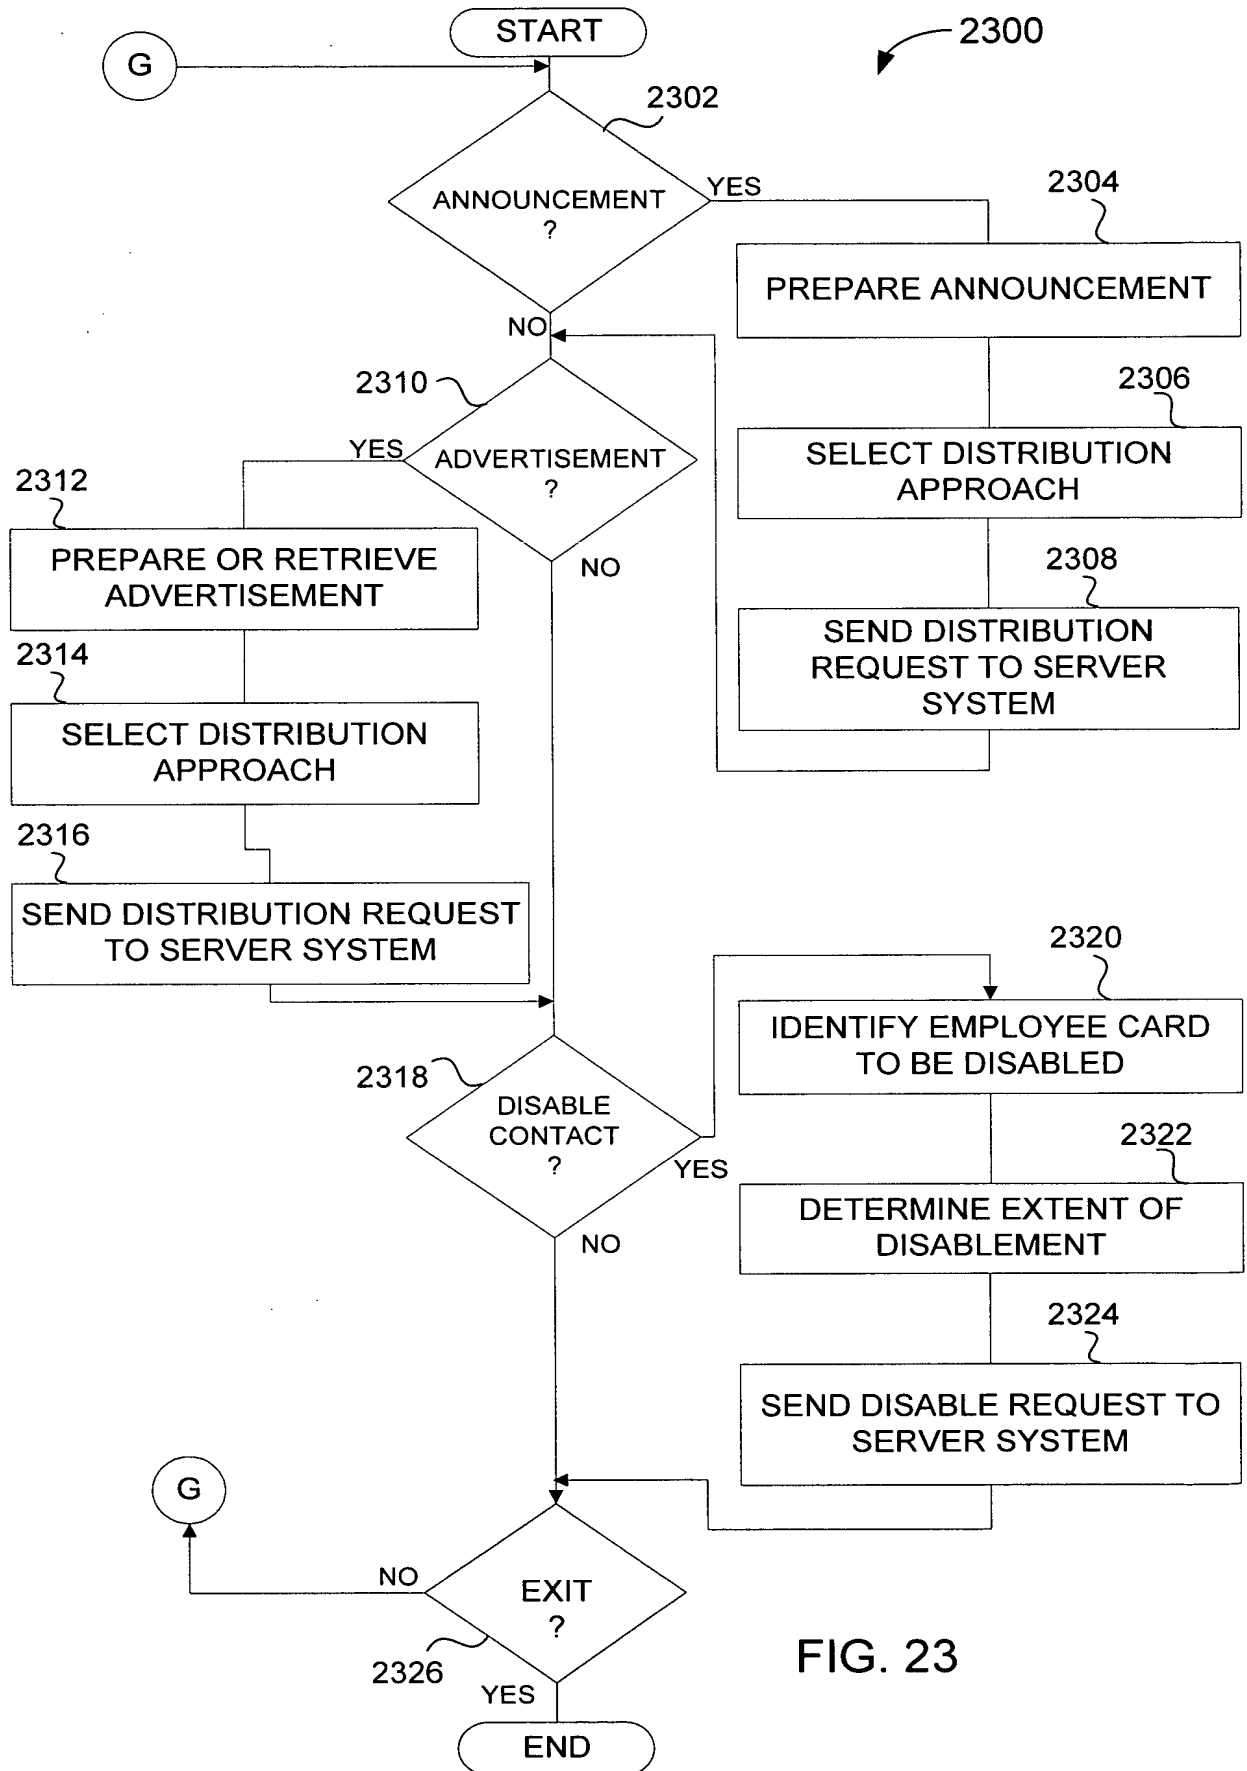 START
2300
G
2302
ANNOUNCEMENT
?
YES
2304
PREPARE ANNOUNCEMENT
NO
2306
SELECT DISTRIBUTION
APPROACH
2308
SEND DISTRIBUTION
REQUEST TO SERVER
SYSTEM
2310
ADVERTISEMENT
?
YES
NO
2312
PREPARE OR RETRIEVE
ADVERTISEMENT
2314
SELECT DISTRIBUTION
APPROACH
2316
SEND DISTRIBUTION REQUEST
TO SERVER SYSTEM
2318
DISABLE
CONTACT
?
YES
NO
2320
IDENTIFY EMPLOYEE CARD
TO BE DISABLED
2322
DETERMINE EXTENT OF
DISABLEMENT
2324
SEND DISABLE REQUEST TO
SERVER SYSTEM
G
NO
EXIT
?
2326
YES
END
FIG. 23